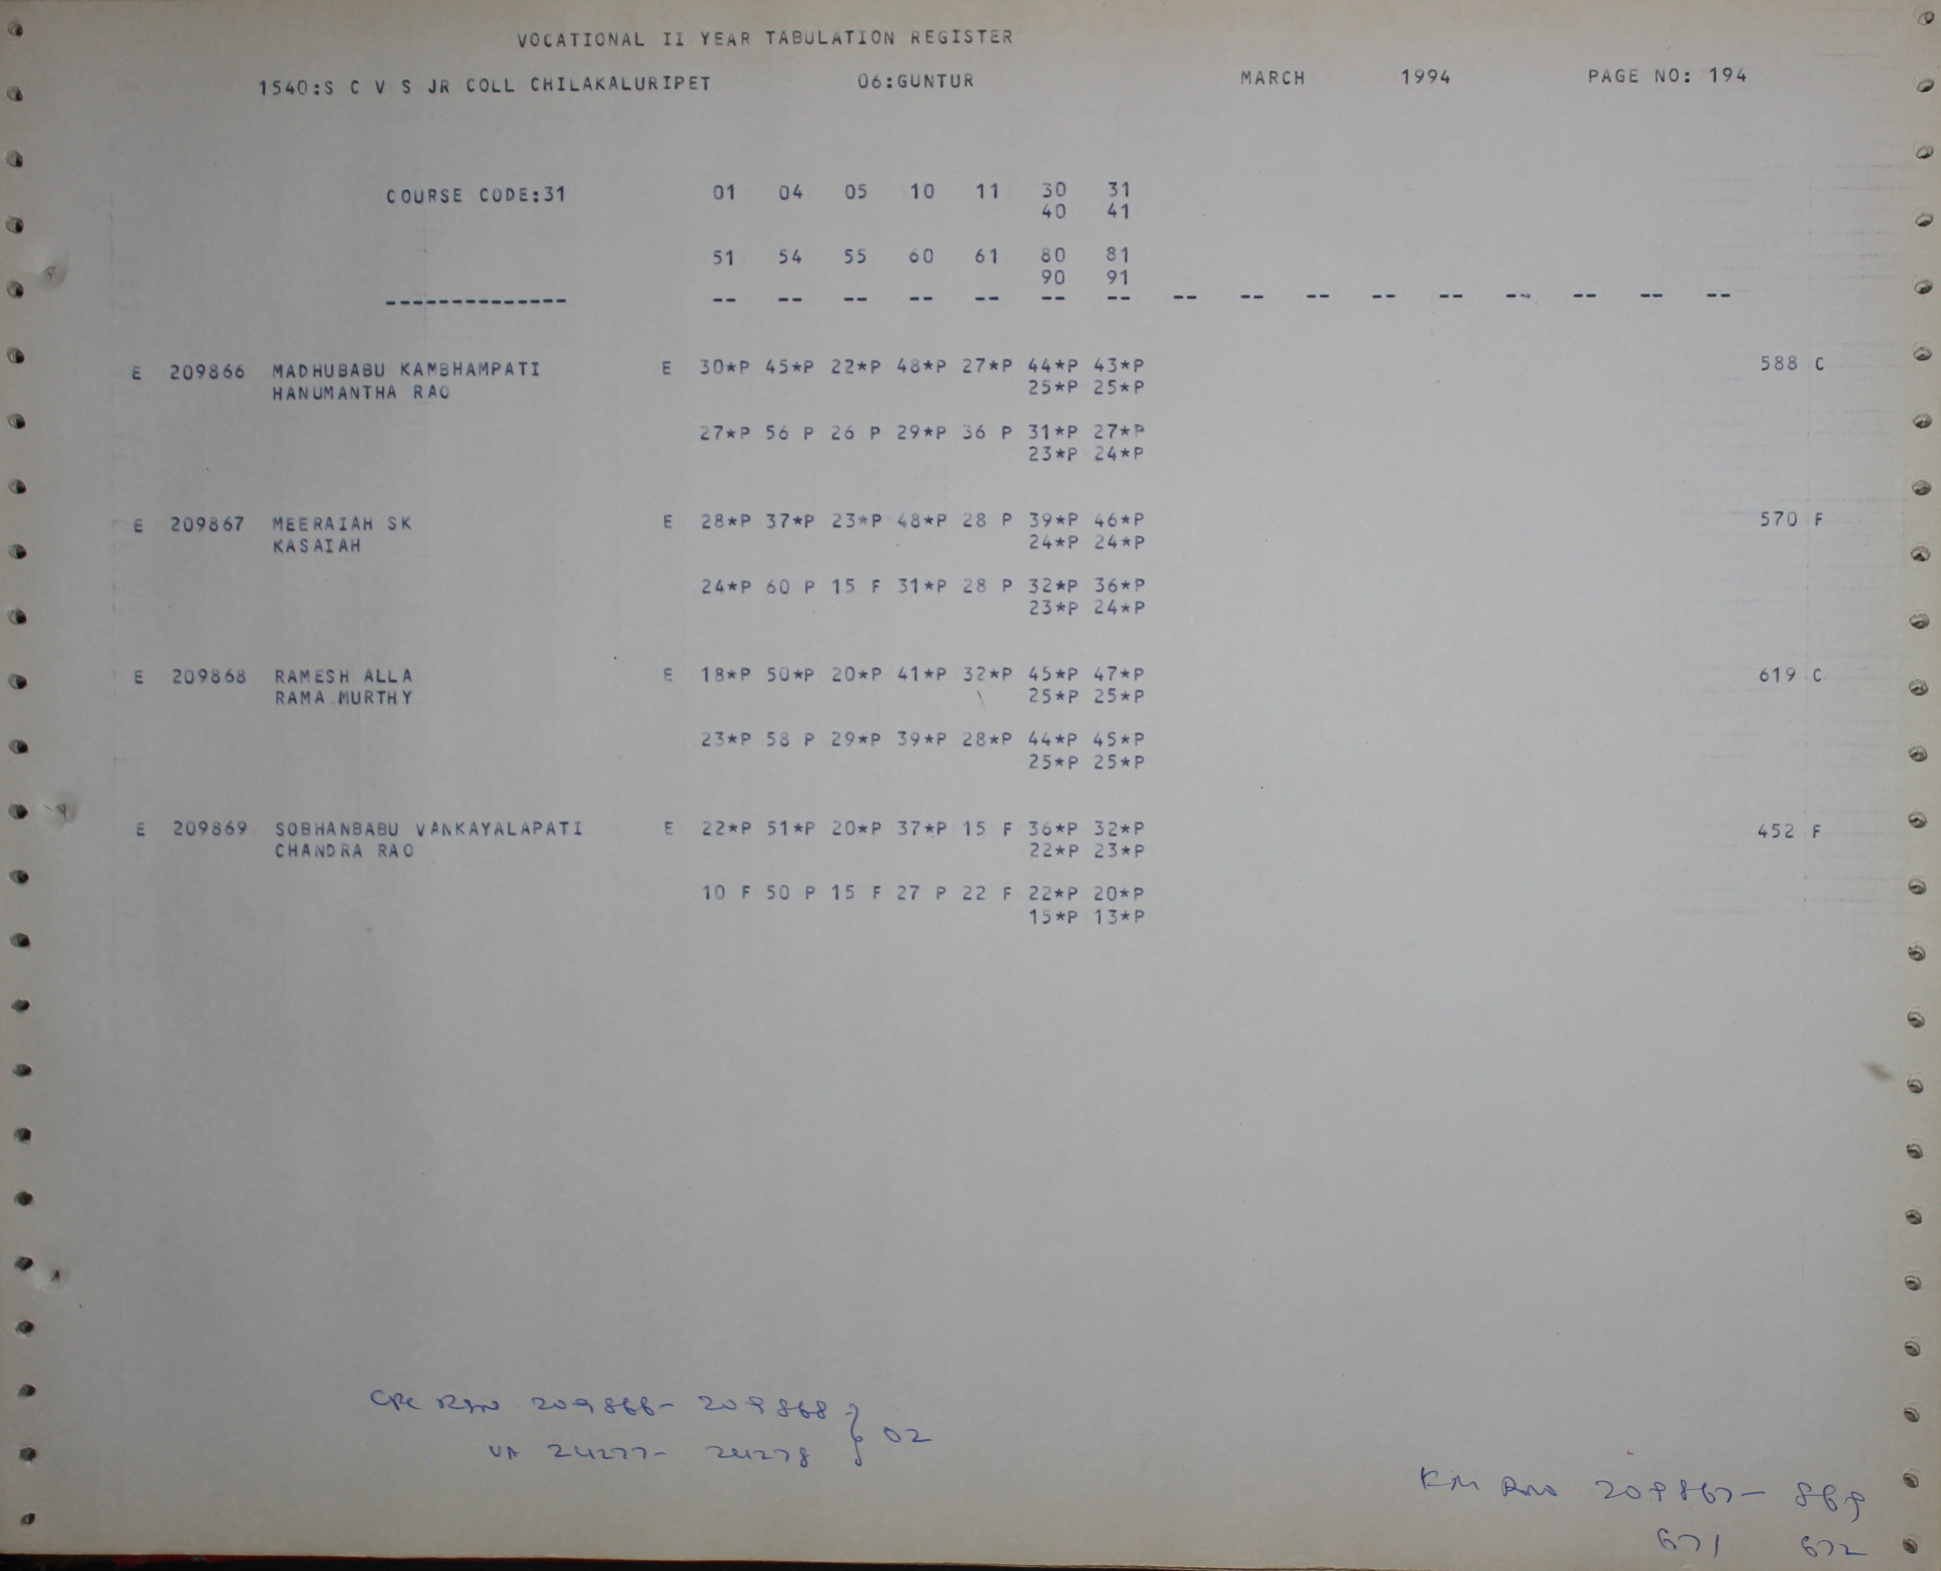 VOCATIONAL II YEAR TABULATION REGISTER
1540:S C V S JR COLL CHILAKALURIPET 06:GUNTUR MARCH 1994 PAGE NO: 194
COURSE CODE:31 01 04 05 10 11 30 31
40 41
51 54 55 60 61 80 81
90 91
-------------- -- -- -- -- -- -- -- -- -- -- -- -- -- -- -- --
E 209866 MADHUBABU KAMBHAMPATI E 30*P 45*P 22*P 48*P 27*P 44*P 43*P 588 C
HANUMANTHA RAO 25*P 25*P
27*P 56 P 26 P 29*P 36 P 31*P 27*P
23*P 24*P
E 209867 MEERAIAH SK E 28*P 37*P 23*P 48*P 28 P 39*P 46*P 570 F
KASAIAH 24*P 24*P
24*P 60 P 15 F 31*P 28 P 32*P 36*P
23*P 24*P
E 209868 RAMESH ALLA E 18*P 50*P 20*P 41*P 32*P 45*P 47*P 619 C
RAMA MURTHY 25*P 25*P
23*P 58 P 29*P 39*P 28*P 44*P 45*P
25*P 25*P
E 209869 SOBHANBABU VANKAYALAPATI E 22*P 51*P 20*P 37*P 15 F 36*P 32*P 452 F
CHANDRA RAO 22*P 23*P
10 F 50 P 15 F 27 P 22 F 22*P 20*P
15*P 13*P
209866- 209868 } 02
24277- 24278
209867- 869
671 672